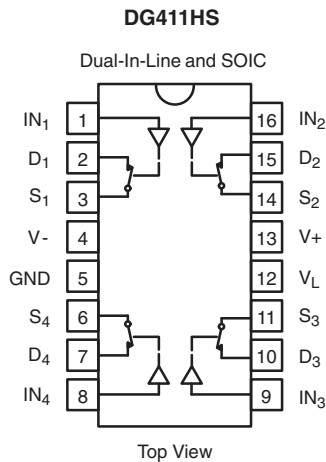 DG411HS
Dual-In-Line and SOIC
IN1 1 16 IN2
D1 2 15 D2
S1 3 14 S2
V- 4 13 V+
GND 5 12 VL
S4 6 11 S3
D4 7 10 D3
IN4 8 9 IN3
Top View